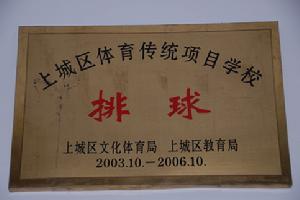 上城区体育传统项目学校
排球
上城区文化体育局 上城区教育局
2003.10.—2006.10.